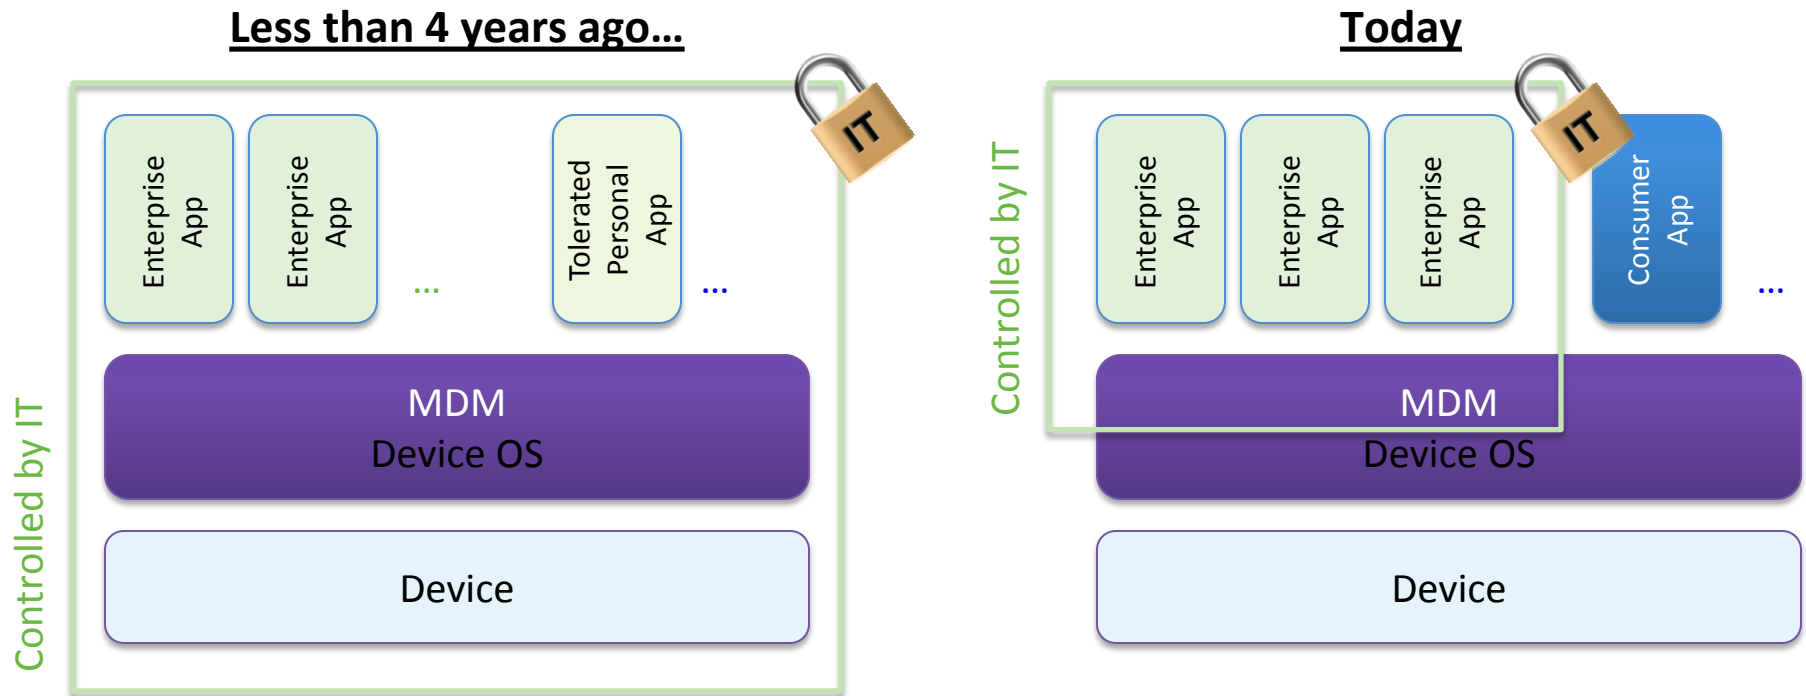 Less than 4 years ago…
Controlled by IT
Enterprise
App
Enterprise
App
...
Tolerated
Personal
App
...
IT
MDM
Device OS
Device
Today
Controlled by IT
Enterprise
App
Enterprise
App
Enterprise
App
IT
Consumer
App
...
MDM
Device OS
Device